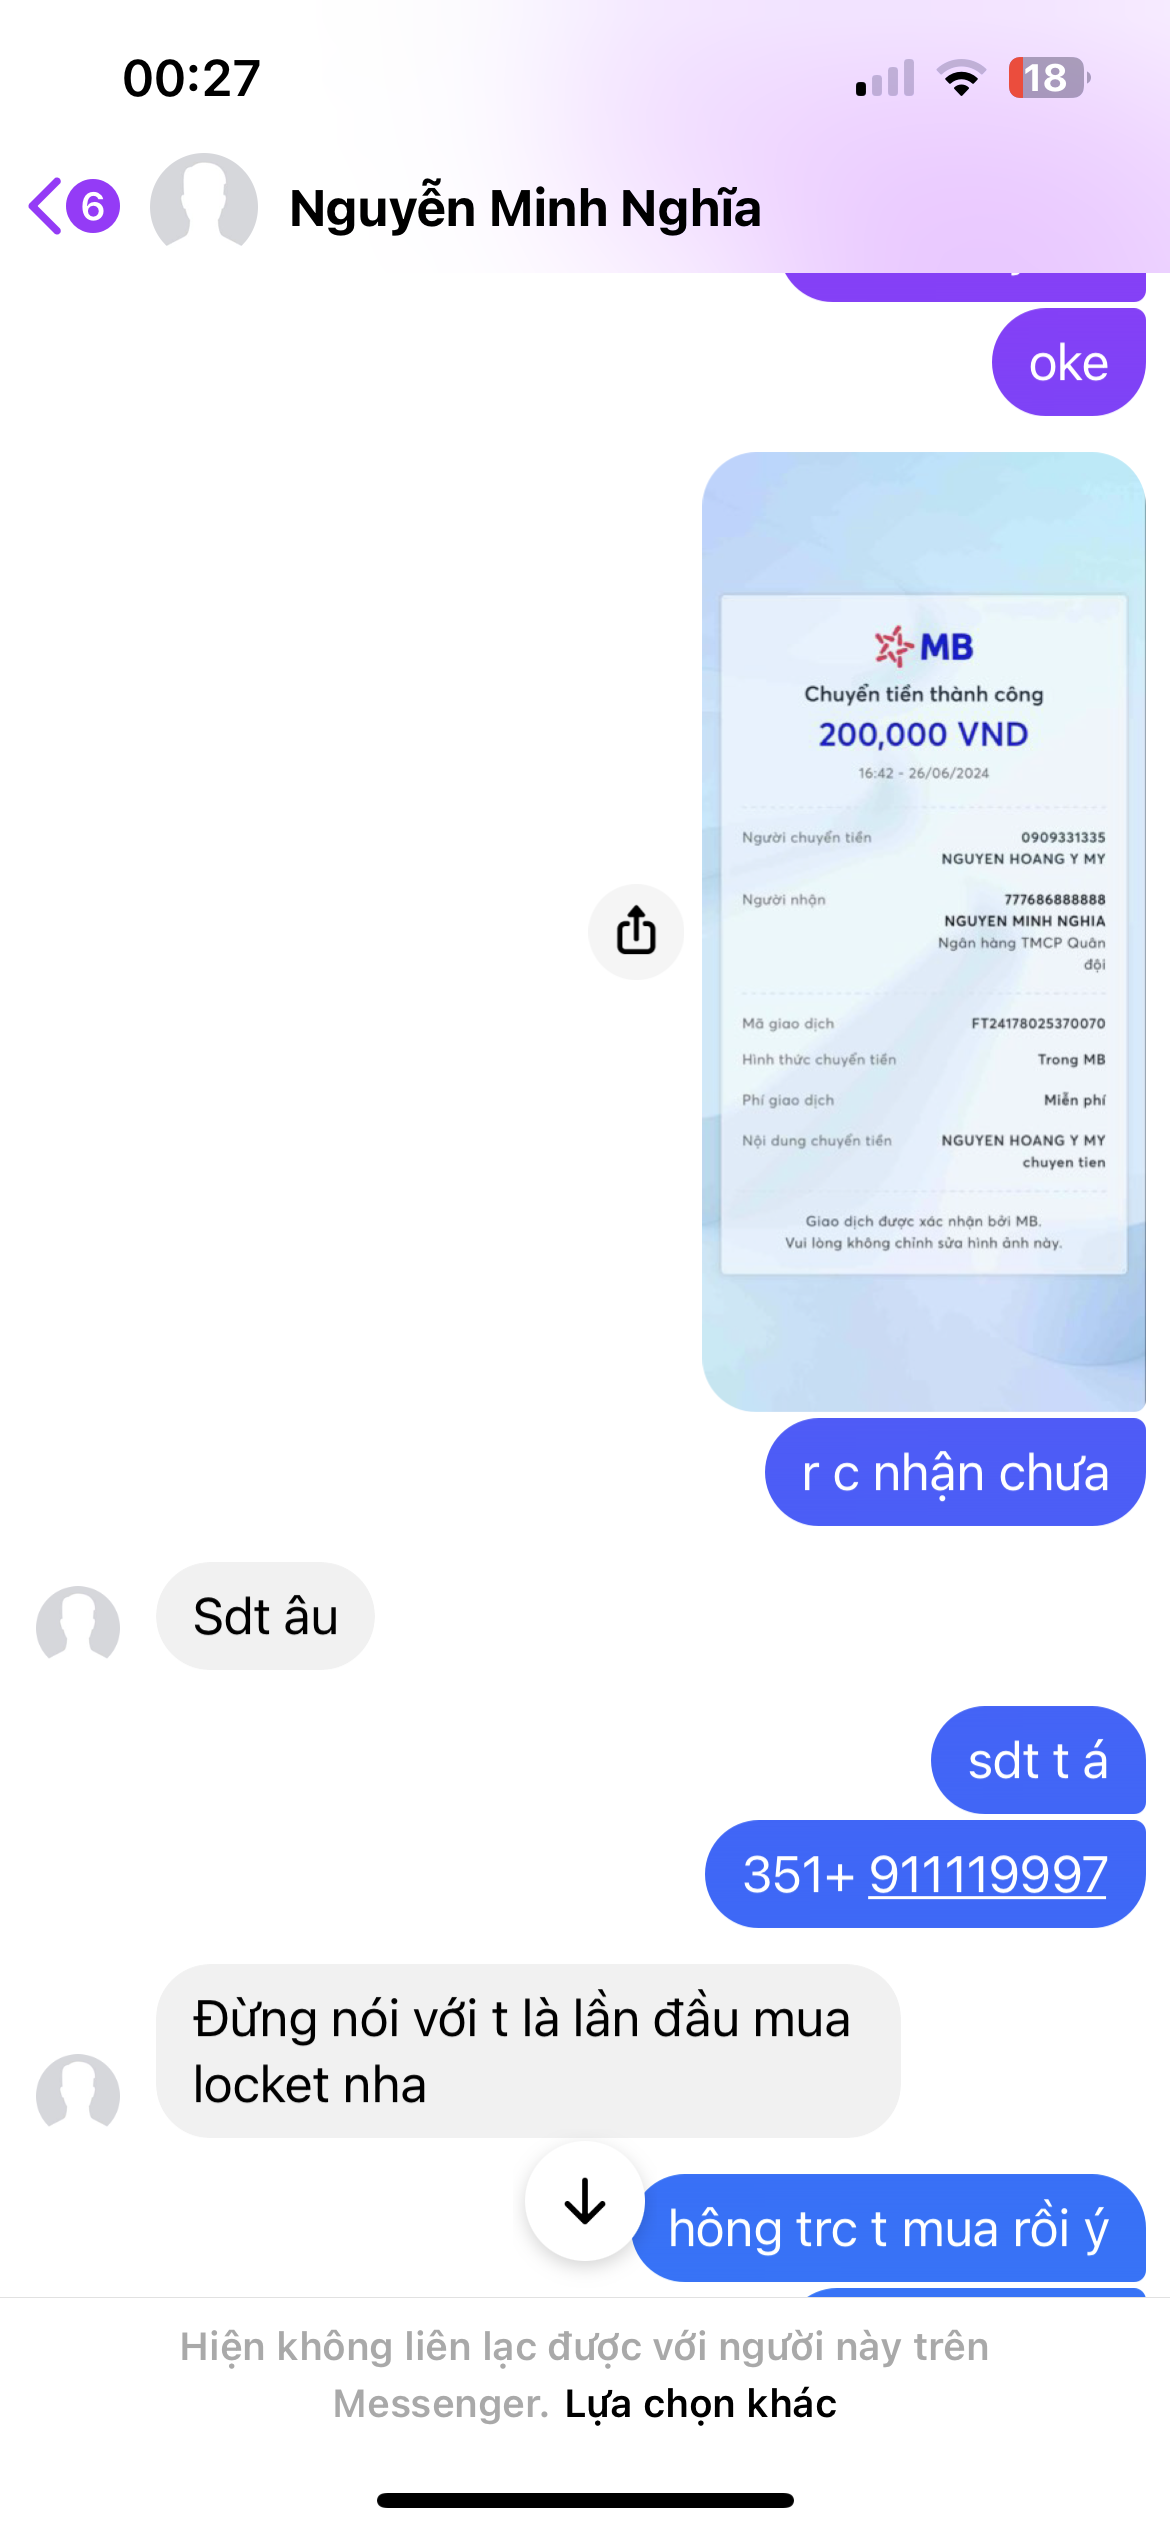 00:27
18
6
Nguyễn Minh Nghĩa
oke
MB
Chuyển tiền thành công
200,000 VND
16:42 - 26/06/2024
Người chuyển tiền
0909331335
NGUYEN HOANG Y MY
Người nhận
777686888888
NGUYEN MINH NGHIA
Ngân hàng TMCP Quân
đội
Mã giao dịch
FT24178025370070
Hình thức chuyển tiền
Trong MB
Phí giao dịch
Miễn phí
Nội dung chuyển tiền
NGUYEN HOANG Y MY
chuyen tien
Giao dịch được xác nhận bởi MB.
Vui lòng không chỉnh sửa hình ảnh này.
r c nhận chưa
Sdt âu
sdt t á
351+ 911119997
Đừng nói với t là lần đầu mua
locket nha
hông trc t mua rồi ý
Hiện không liên lạc được với người này trên
Messenger. Lựa chọn khác